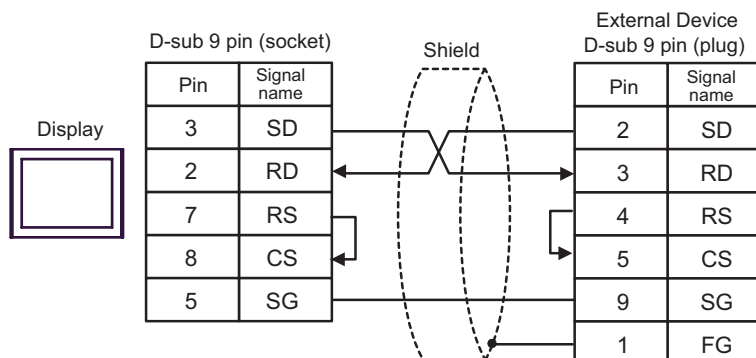 External Device
D-sub 9 pin (socket)
Shield
D-sub 9 pin (plug)
Pin Signal name
Pin Signal name
Display
3 SD
2 SD
2 RD
3 RD
7 RS
4 RS
8 CS
5 CS
5 SG
9 SG
1 FG